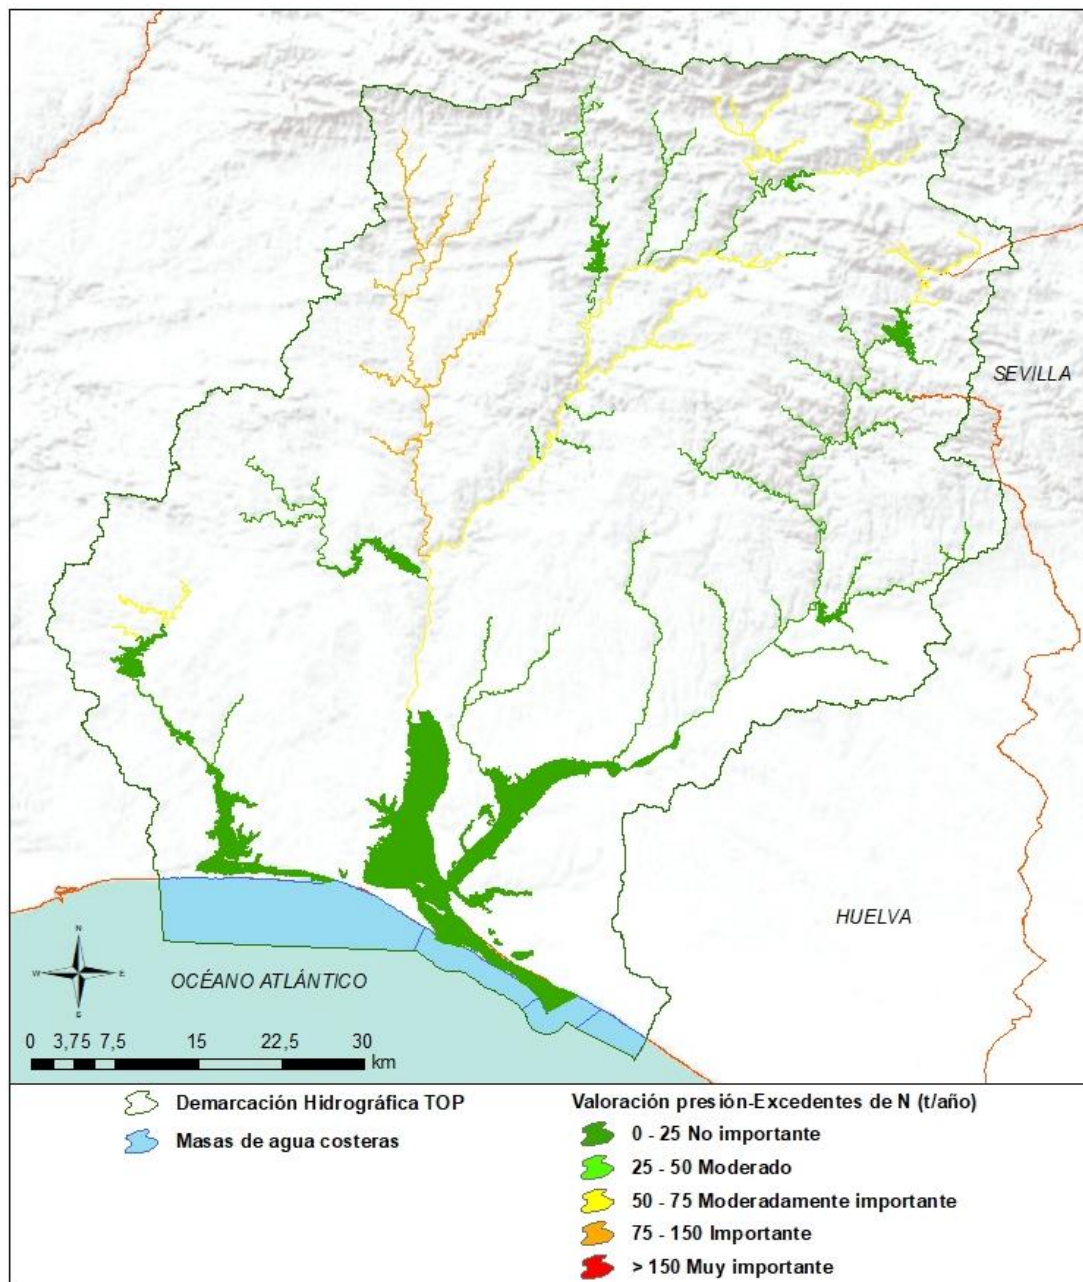 SEVILLA
HUELVA
N
W
E
S
OCÉANO ATLÁNTICO
0 3,75 7,5 15 22,5 30
km
Demarcación Hidrográfica TOP
Masas de agua costeras
Valoración presión-Excedentes de N (t/año)
0 - 25 No importante
25 - 50 Moderado
50 - 75 Moderadamente importante
75 - 150 Importante
> 150 Muy importante